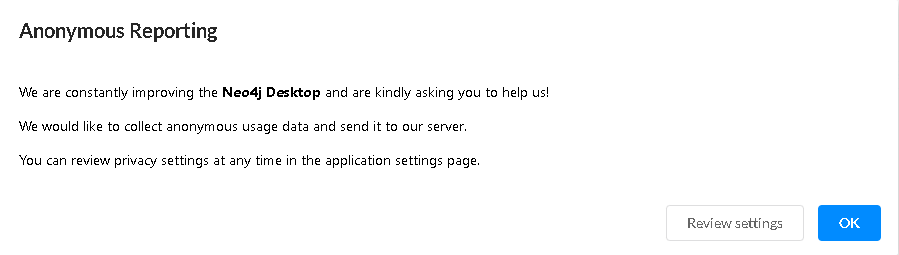 Anonymous Reporting
We are constantly improving the Neo4j Desktop and are kindly asking you to help us!
We would like to collect anonymous usage data and send it to our server.
You can review privacy settings at any time in the application settings page.
Review settings
OK